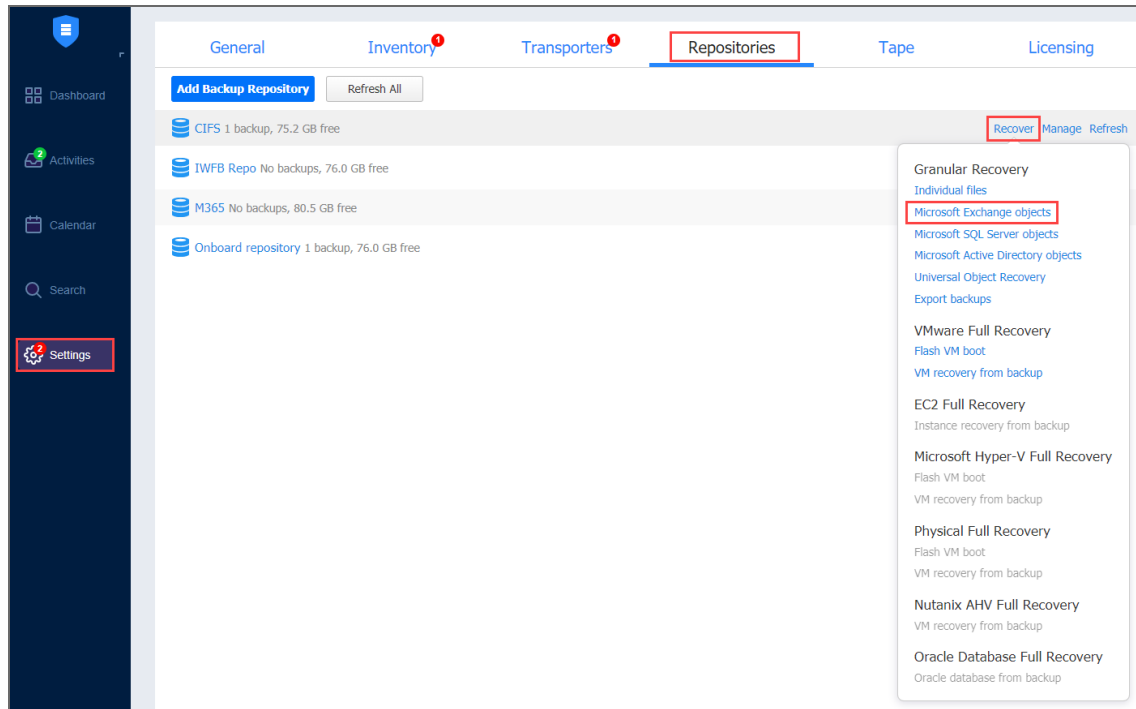 General
Inventory 1
Transporters 1
Repositories
Tape
Licensing
Dashboard
2 Activities
Calendar
Search
2 Settings
Add Backup Repository
Refresh All
CIFS 1 backup, 75.2 GB free
Recover Manage Refresh
IWFB Repo No backups, 76.0 GB free
M365 No backups, 80.5 GB free
Onboard repository 1 backup, 76.0 GB free
Granular Recovery
Individual files
Microsoft Exchange objects
Microsoft SQL Server objects
Microsoft Active Directory objects
Universal Object Recovery
Export backups
VMware Full Recovery
Flash VM boot
VM recovery from backup
EC2 Full Recovery
Instance recovery from backup
Microsoft Hyper-V Full Recovery
Flash VM boot
VM recovery from backup
Physical Full Recovery
Flash VM boot
VM recovery from backup
Nutanix AHV Full Recovery
VM recovery from backup
Oracle Database Full Recovery
Oracle database from backup